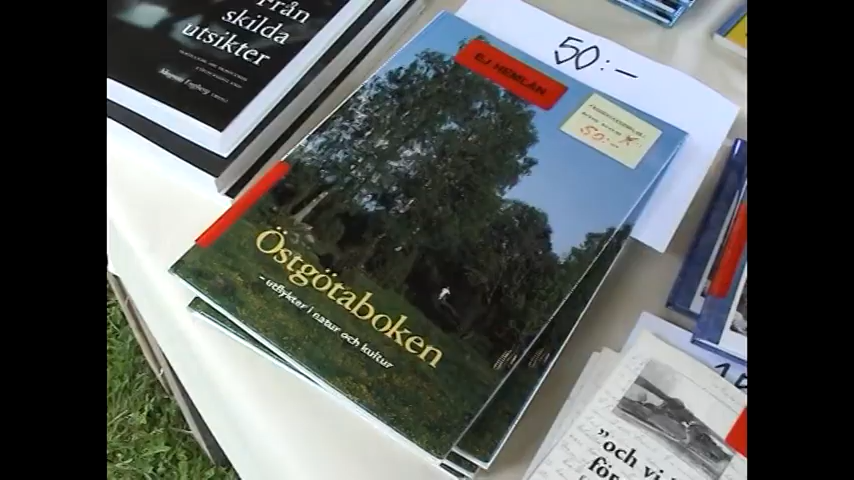 Från
skilda
utsikter
50:-
EJ HEMLÅN
50:-
Östgötaboken
- utflykter i natur och kultur
"och vi
för